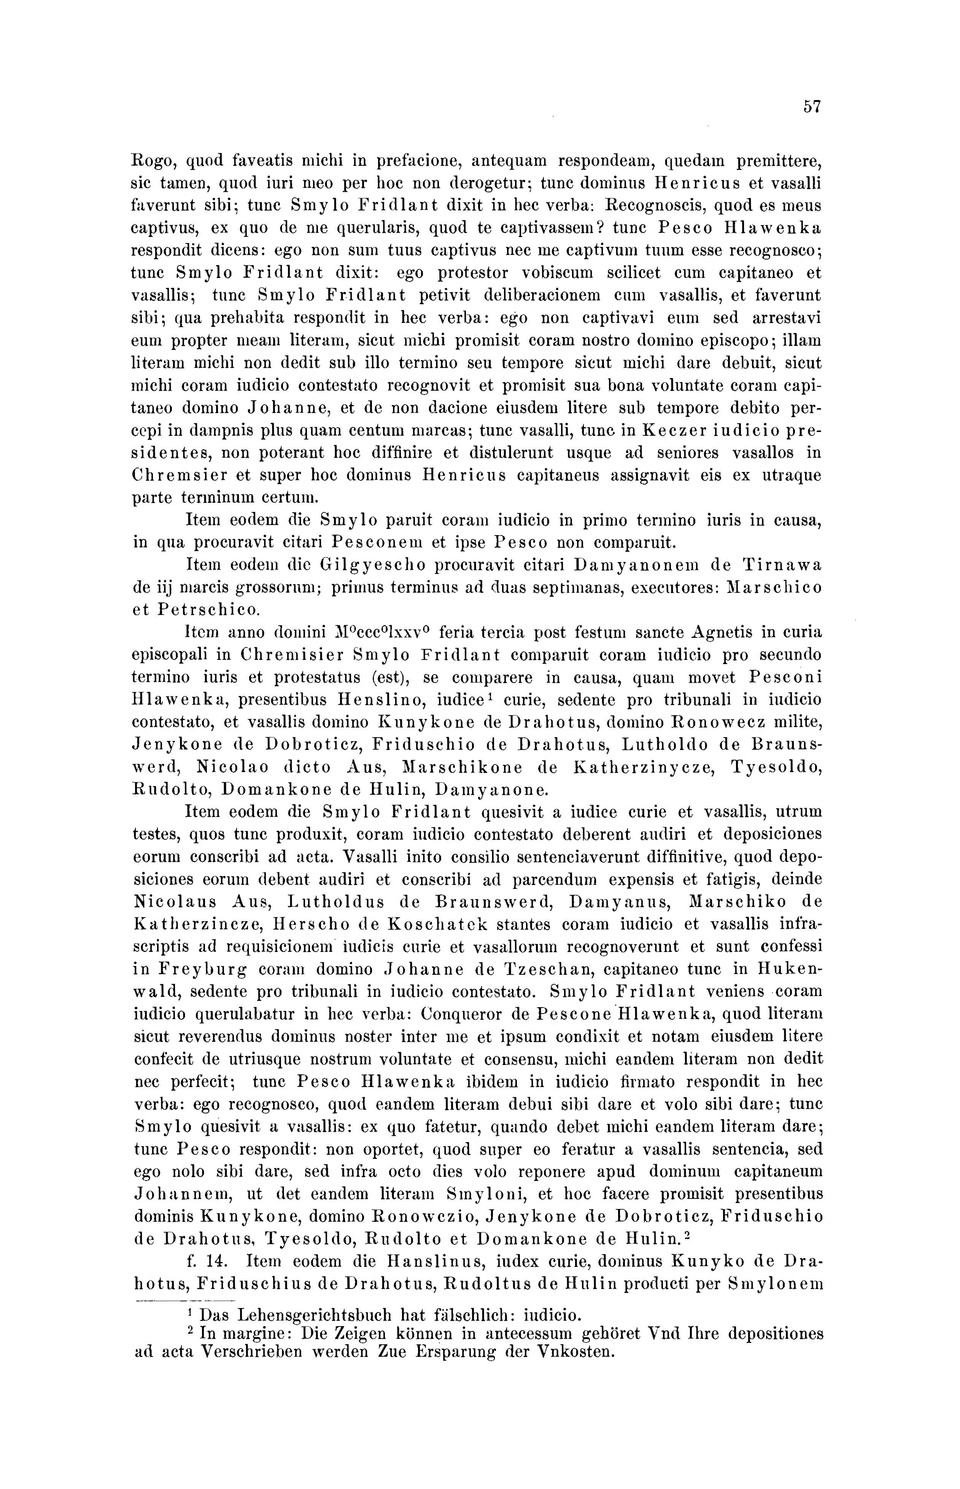 57
Rogo, quod faveatis michi in prefacione, antequam respondeam, quedam premittere,
sic tamen, quod iuri meo per hoc non derogetur; tunc dominus Henricus et vasalli
faverunt sibi; tunc Smylo Fridlant dixit in hec verba: Recognoscis, quod es meus
captivus, ex quo de me querularis, quod te captivassem? tunc Pesco Hlawenka
respondit dicens: ego non sum tuus captivus nec me captivum tuum esse recognosco;
tunc Smylo Fridlant dixit: ego protestor vobiscum scilicet cum capitaneo et
vasallis; tunc Smylo Fridlant petivit deliberacionem cum vasallis, et faverunt
sibi; qua prehabita respondit in hec verba: ego non captivavi eum sed arrestavi
eum propter meam literam, sicut michi promisit coram nostro domino episcopo; illam
literam michi non dedit sub illo termino seu tempore sicut michi dare debuit, sicut
michi coram iudicio contestato recognovit et promisit sua bona voluntate coram capi-
taneo domino Johanne, et de non dacione eiusdem litere sub tempore debito per-
cepi in dampnis plus quam centum marcas; tunc vasalli, tunc in Keczer iudicio pre-
sidentes, non poterant hoc diffinire et distulerunt usque ad seniores vasallos in
Chremsier et super hoc dominus Henricus capitaneus assignavit eis ex utraque
parte terminum certum.
Item eodem die Smylo paruit coram iudicio in primo termino iuris in causa,
in qua procuravit citari Pesconem et ipse Pesco non comparuit.
Item eodem die Gilgyescho procuravit citari Damyanonem de Tirnawa
de iij marcis grossorum; primus terminus ad duas septimanas, executores: Marschico
et Petrschico.
Item anno domini Mºcccºlxxvº feria tercia post festum sancte Agnetis in curia
episcopali in Chremisier Smylo Fridlant comparuit coram iudicio pro secundo
termino iuris et protestatus (est), se comparere in causa, quam movet Pesconi
Hlawenka, presentibus Henslino, iudice¹ curie, sedente pro tribunali in iudicio
contestato, et vasallis domino Kunykone de Drahotus, domino Ronowecz milite,
Jenykone de Dobroticz, Friduschio de Drahotus, Lutholdo de Brauns-
werd, Nicolao dicto Aus, Marschikone de Katherzinycze, Tyesoldo,
Rudolto, Domankone de Hulin, Damyanone.
Item eodem die Smylo Fridlant quesivit a iudice curie et vasallis, utrum
testes, quos tunc produxit, coram iudicio contestato deberent audiri et deposiciones
eorum conscribi ad acta. Vasalli inito consilio sentenciaverunt diffinitive, quod depo-
siciones eorum debent audiri et conscribi ad parcendum expensis et fatigis, deinde
Nicolaus Aus, Lutholdus de Braunswerd, Damyanus, Marschiko de
Katherzincze, Herscho de Koschatek stantes coram iudicio et vasallis infra-
scriptis ad requisicionem iudicis curie et vasallorum recognoverunt et sunt confessi
in Freyburg coram domino Johanne de Tzeschan, capitaneo tunc in Huken-
wald, sedente pro tribunali in iudicio contestato. Smylo Fridlant veniens coram
iudicio querulabatur in hec verba: Conqueror de Pescone Hlawenka, quod literam
sicut reverendus dominus noster inter me et ipsum condixit et notam eiusdem litere
confecit de utriusque nostrum voluntate et consensu, michi eandem literam non dedit
nec perfecit; tunc Pesco Hlawenka ibidem in iudicio firmato respondit in hec
verba: ego recognosco, quod eandem literam debui sibi dare et volo sibi dare; tunc
Smylo quesivit a vasallis: ex quo fatetur, quando debet michi eandem literam dare;
tunc Pesco respondit: non oportet, quod super eo feratur a vasallis sentencia, sed
ego nolo sibi dare, sed infra octo dies volo reponere apud dominum capitaneum
Johannem, ut det eandem literam Smyloni, et hoc facere promisit presentibus
dominis Kunykone, domino Ronowczio, Jenykone de Dobroticz, Friduschio
de Drahotus, Tyesoldo, Rudolto et Domankone de Hulin.²
f. 14. Item eodem die Hanslinus, iudex curie, dominus Kunyko de Dra-
hotus, Friduschius de Drahotus, Rudoltus de Hulin producti per Smylonem
¹ Das Lehensgerichtsbuch hat fälschlich: iudicio.
² In margine: Die Zeigen können in antecessum gehöret Vnd Ihre depositiones
ad acta Verschrieben werden Zue Ersparung der Vnkosten.